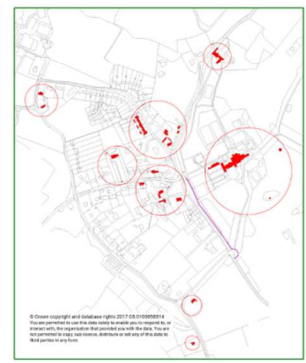 © Crown copyright and database rights 2017 OS 0100058314
You are permitted to use this data solely to enable you to respond to, or
interact with, the organisation that provided you with the data. You are
not permitted to copy, sub-licence, distribute or sell any of this data to
third parties in any form.